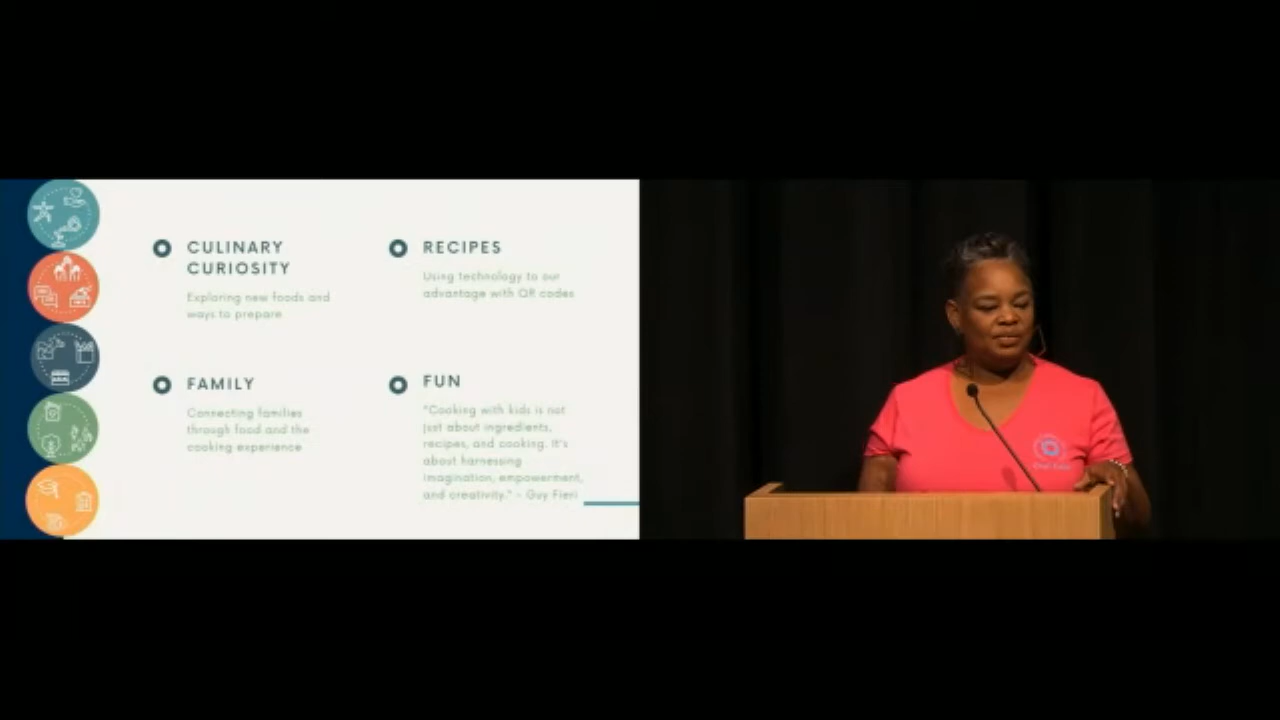 CULINARY
CURIOSITY
Exploring new foods and
ways to prepare
RECIPES
Using technology to our
advantage with QR codes
FAMILY
Connecting families
through food and the
cooking experience
FUN
"Cooking with kids is not
just about ingredients,
recipes, and cooking. It's
about harnessing
imagination, empowerment,
and creativity." - Guy Fieri